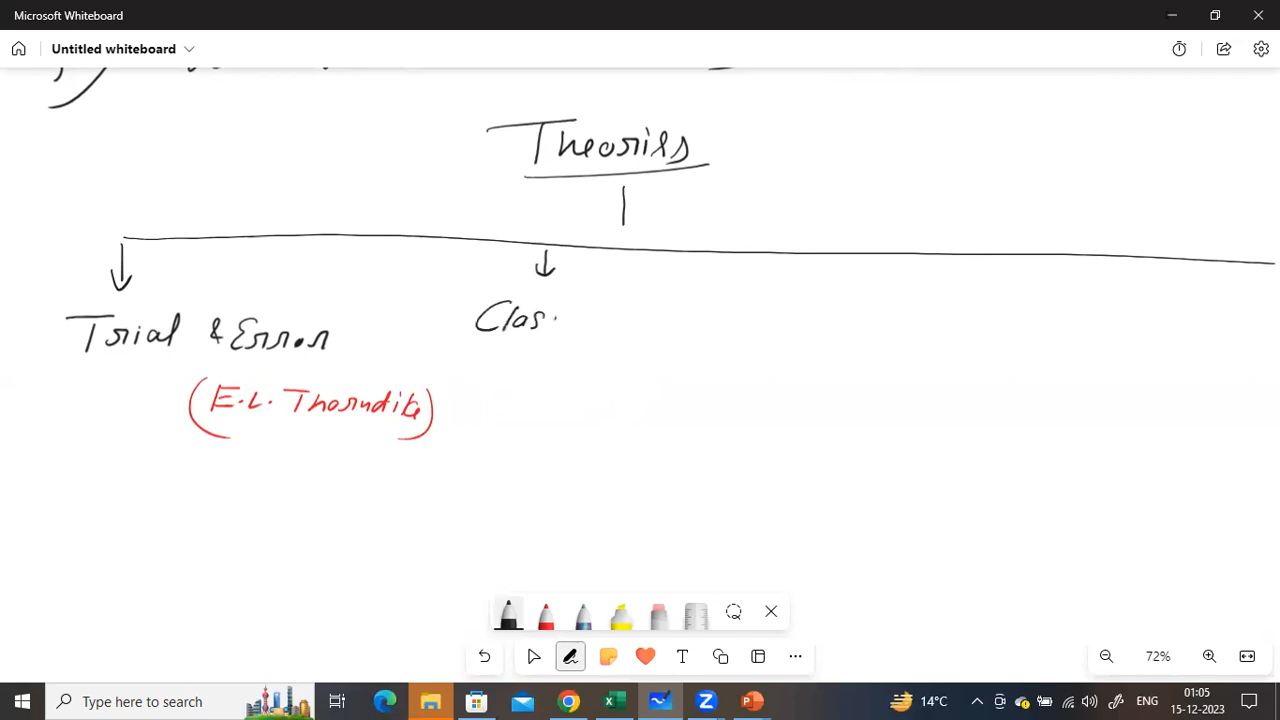 Microsoft Whiteboard
Untitled whiteboard
Theories
Trial & Error
Clas
(E.L. Thorndike)
72%
Type here to search
14°C
ENG
01:05
15-12-2023